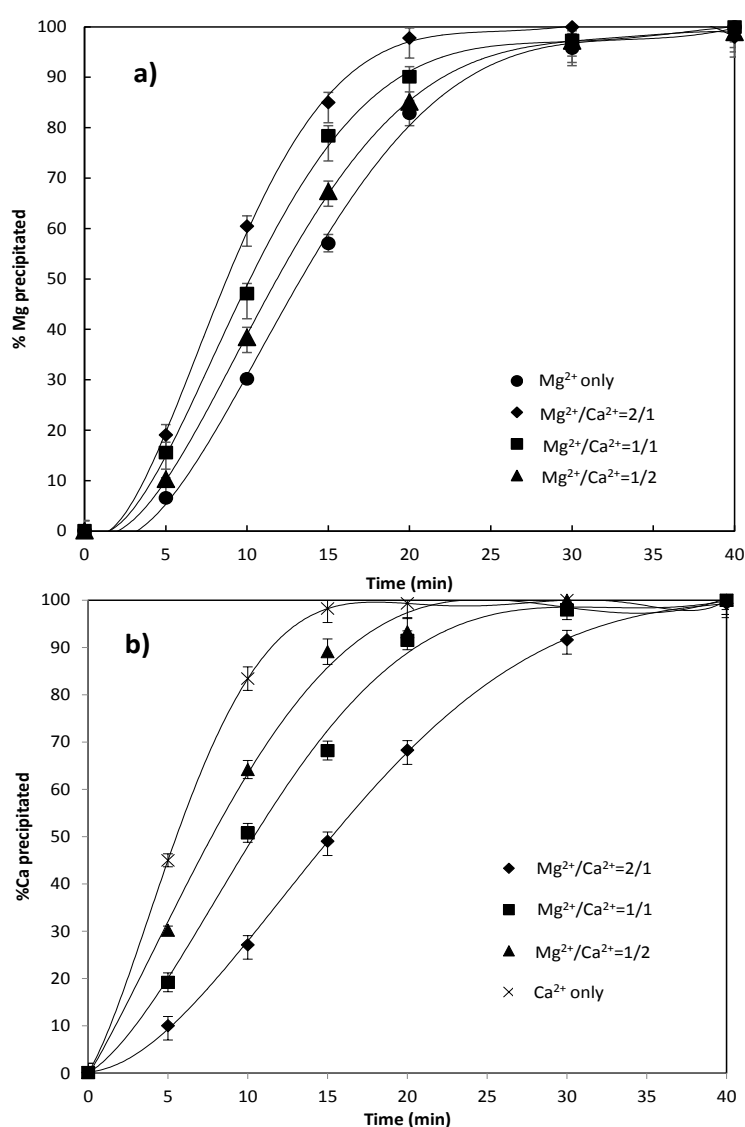 a)
100
90
80
70
60
50
40
30
20
10
0
% Mg precipitated
Mg²⁺ only
Mg²⁺/Ca²⁺=2/1
Mg²⁺/Ca²⁺=1/1
Mg²⁺/Ca²⁺=1/2
0 5 10 15 20 25 30 35 40
Time (min)
b)
100
90
80
70
60
50
40
30
20
10
0
%Ca precipitated
Mg²⁺/Ca²⁺=2/1
Mg²⁺/Ca²⁺=1/1
Mg²⁺/Ca²⁺=1/2
Ca²⁺ only
0 5 10 15 20 25 30 35 40
Time (min)